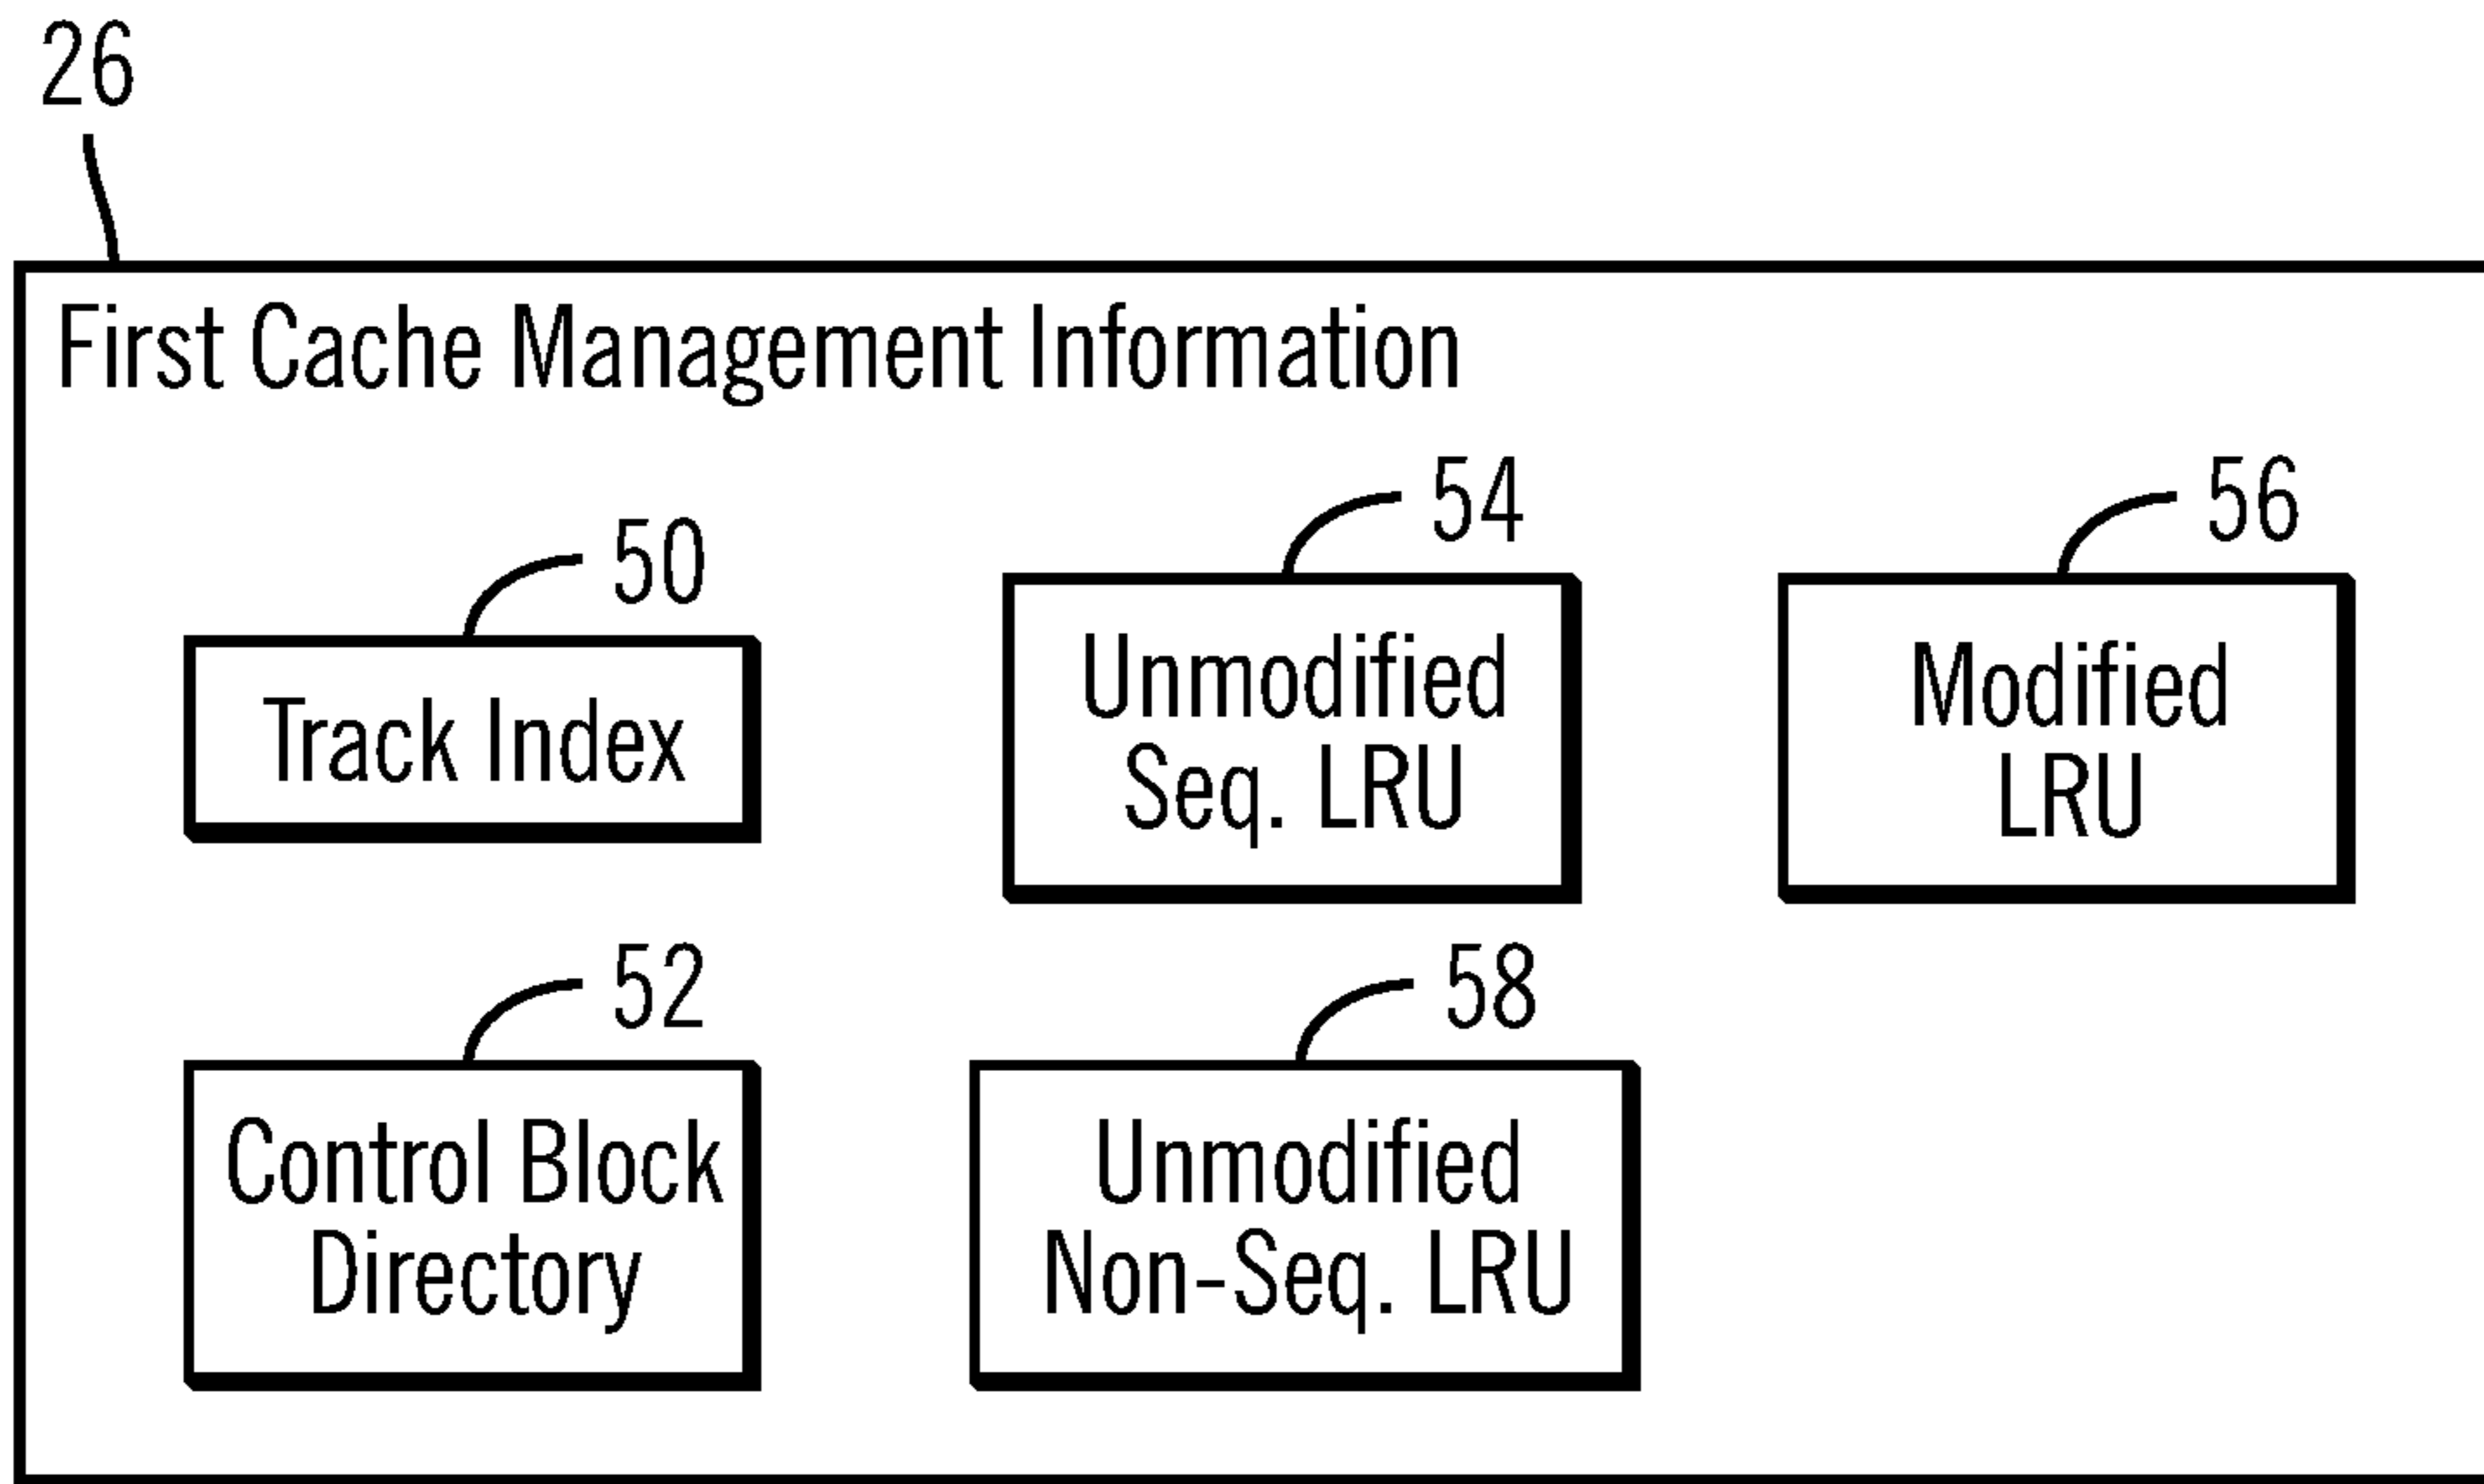 26
First Cache Management Information
50
Track Index
54
Unmodified
Seq. LRU
56
Modified
LRU
52
Control Block
Directory
58
Unmodified
Non-Seq. LRU